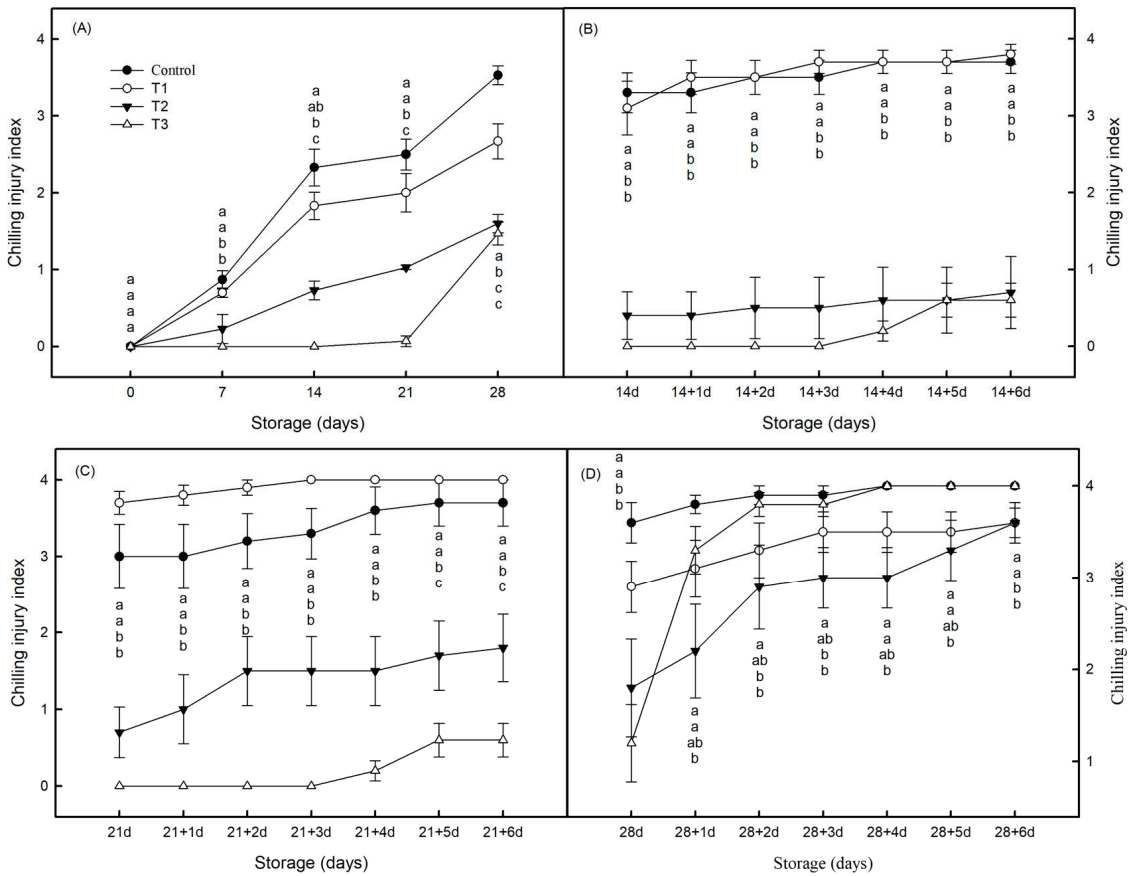 (A)
4
3
2
1
0
Chilling injury index
Control
T1
T2
T3
a
a
a
a
a
a
b
b
a
ab
b
c
a
a
b
c
a
b
c
c
0 7 14 21 28
Storage (days)
(B)
4
3
2
1
0
Chilling injury index
a
a
b
b
a
a
b
b
a
a
b
b
a
a
b
b
a
a
b
b
a
a
b
b
a
a
b
b
14d 14+1d 14+2d 14+3d 14+4d 14+5d 14+6d
Storage (days)
(C)
4
3
2
1
0
Chilling injury index
a
a
b
b
a
a
b
b
a
a
b
b
a
a
b
b
a
a
b
b
a
a
b
c
a
a
b
c
21d 21+1d 21+2d 21+3d 21+4d 21+5d 21+6d
Storage (days)
(D)
4
3
2
1
Chilling injury index
a
a
b
b
a
a
ab
b
a
ab
b
b
a
ab
b
b
a
a
ab
b
a
a
ab
b
a
a
b
b
28d 28+1d 28+2d 28+3d 28+4d 28+5d 28+6d
Storage (days)